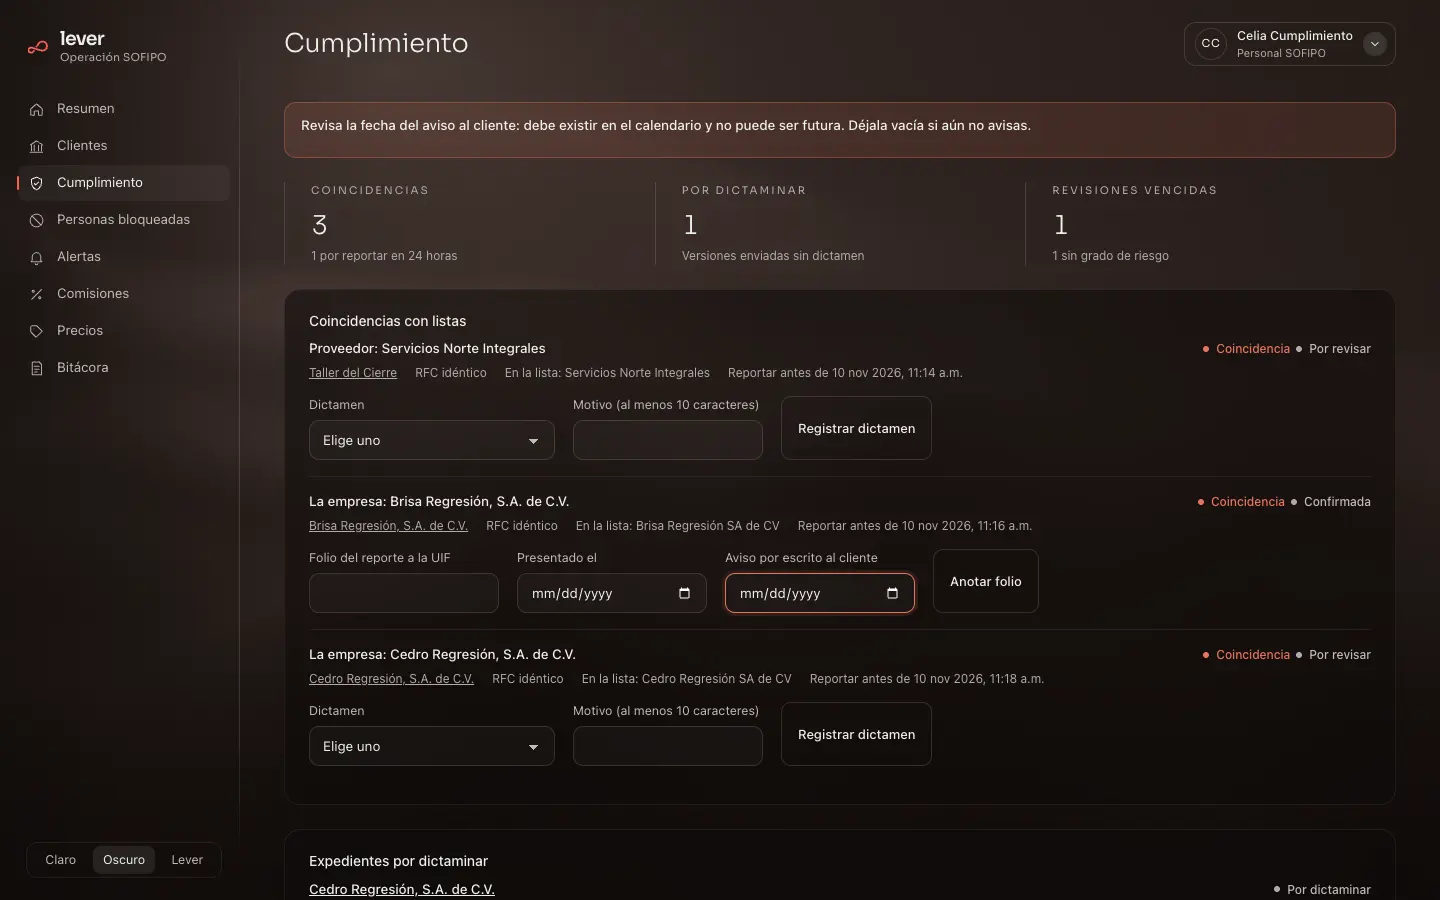 lever
Operación SOFIPO
Resumen
Clientes
Cumplimiento
Personas bloqueadas
Alertas
Comisiones
Precios
Bitácora
Claro
Oscuro
Lever
Cumplimiento
CC
Celia Cumplimiento
Personal SOFIPO
Revisa la fecha del aviso al cliente: debe existir en el calendario y no puede ser futura. Déjala vacía si aún no avisas.
COINCIDENCIAS
3
1 por reportar en 24 horas
POR DICTAMINAR
1
Versiones enviadas sin dictamen
REVISIONES VENCIDAS
1
1 sin grado de riesgo
Coincidencias con listas
Proveedor: Servicios Norte Integrales
Coincidencia Por revisar
Taller del Cierre RFC idéntico En la lista: Servicios Norte Integrales Reportar antes de 10 nov 2026, 11:14 a.m.
Dictamen Motivo (al menos 10 caracteres)
Elige uno
Registrar dictamen
La empresa: Brisa Regresión, S.A. de C.V.
Coincidencia Confirmada
Brisa Regresión, S.A. de C.V. RFC idéntico En la lista: Brisa Regresión SA de CV Reportar antes de 10 nov 2026, 11:16 a.m.
Folio del reporte a la UIF Presentado el Aviso por escrito al cliente
mm/dd/yyyy mm/dd/yyyy
Anotar folio
La empresa: Cedro Regresión, S.A. de C.V.
Coincidencia Por revisar
Cedro Regresión, S.A. de C.V. RFC idéntico En la lista: Cedro Regresión SA de CV Reportar antes de 10 nov 2026, 11:18 a.m.
Dictamen Motivo (al menos 10 caracteres)
Elige uno
Registrar dictamen
Expedientes por dictaminar
Cedro Regresión, S.A. de C.V.
Por dictaminar